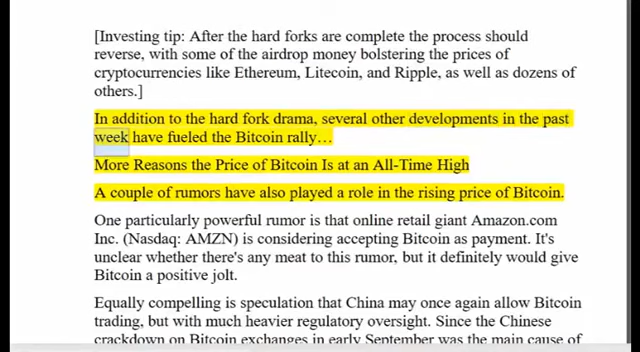 [Investing tip: After the hard forks are complete the process should
reverse, with some of the airdrop money bolstering the prices of
cryptocurrencies like Ethereum, Litecoin, and Ripple, as well as dozens of
others.]
In addition to the hard fork drama, several other developments in the past
week have fueled the Bitcoin rally…
More Reasons the Price of Bitcoin Is at an All-Time High
A couple of rumors have also played a role in the rising price of Bitcoin.
One particularly powerful rumor is that online retail giant Amazon.com
Inc. (Nasdaq: AMZN) is considering accepting Bitcoin as payment. It's
unclear whether there's any meat to this rumor, but it definitely would give
Bitcoin a positive jolt.
Equally compelling is speculation that China may once again allow Bitcoin
trading, but with much heavier regulatory oversight. Since the Chinese
crackdown on Bitcoin exchanges in early September was the main cause of